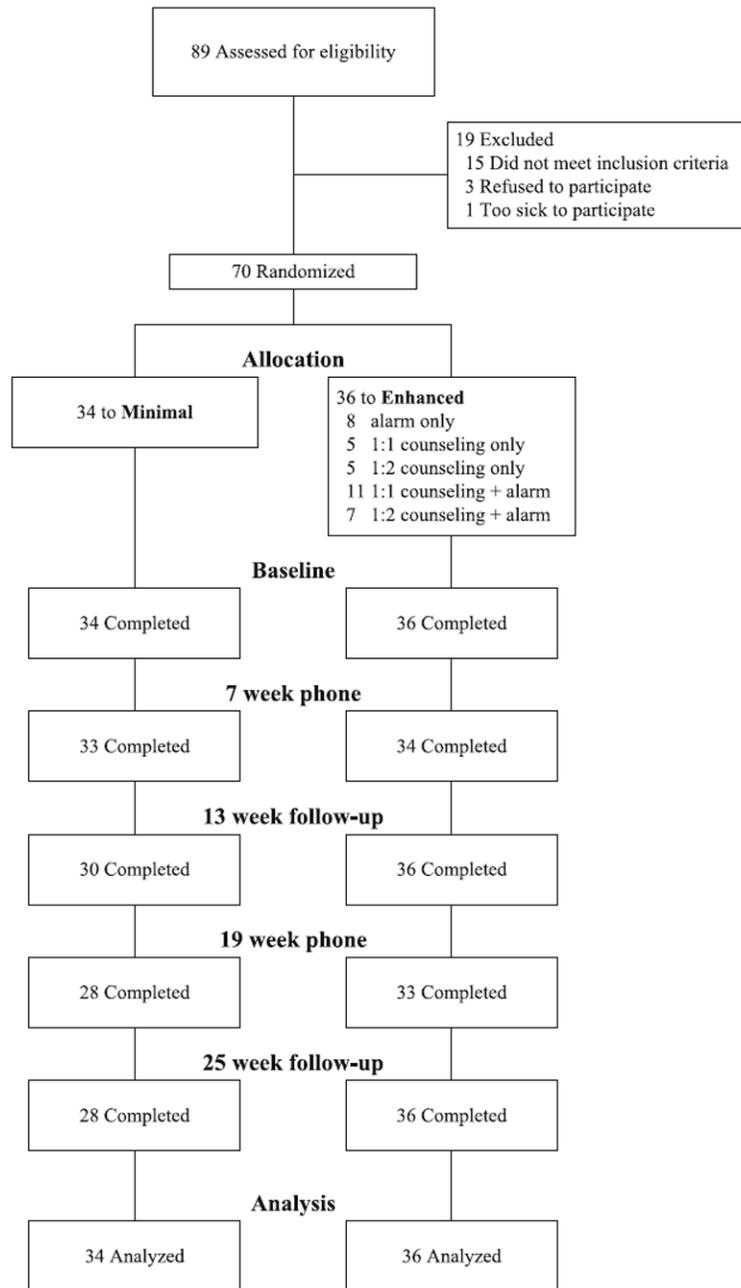 89 Assessed for eligibility
19 Excluded
15 Did not meet inclusion criteria
3 Refused to participate
1 Too sick to participate
70 Randomized
Allocation
34 to Minimal
36 to Enhanced
8 alarm only
5 1:1 counseling only
5 1:2 counseling only
11 1:1 counseling + alarm
7 1:2 counseling + alarm
Baseline
34 Completed
36 Completed
7 week phone
33 Completed
34 Completed
13 week follow-up
30 Completed
36 Completed
19 week phone
28 Completed
33 Completed
25 week follow-up
28 Completed
36 Completed
Analysis
34 Analyzed
36 Analyzed